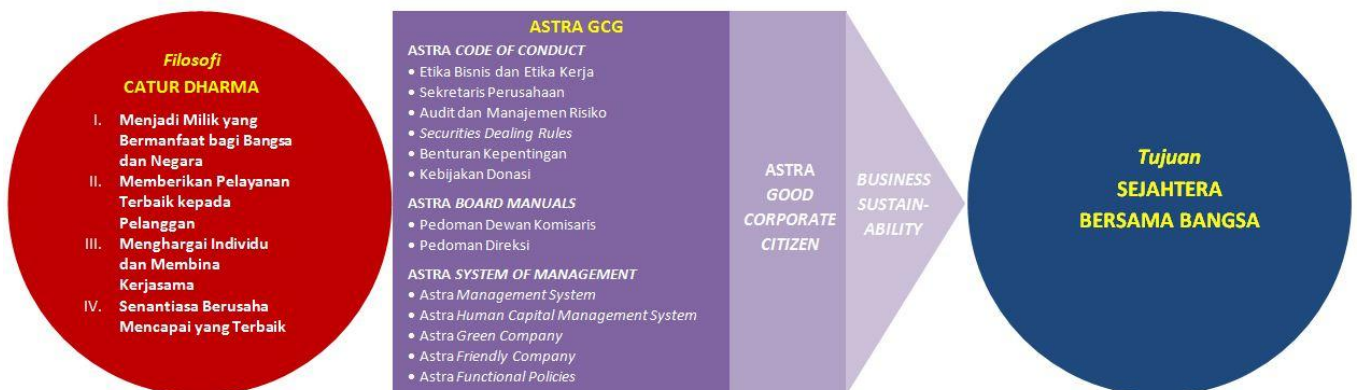 Filosofi
CATUR DHARMA
I. Menjadi Milik yang
Bermanfaat bagi Bangsa
dan Negara
II. Memberikan Pelayanan
Terbaik kepada
Pelanggan
III. Menghargai Individu
dan Membina
Kerjasama
IV. Senantiasa Berusaha
Mencapai yang Terbaik
ASTRA GCG
ASTRA CODE OF CONDUCT
• Etika Bisnis dan Etika Kerja
• Sekretaris Perusahaan
• Audit dan Manajemen Risiko
• Securities Dealing Rules
• Benturan Kepentingan
• Kebijakan Donasi
ASTRA BOARD MANUALS
• Pedoman Dewan Komisaris
• Pedoman Direksi
ASTRA SYSTEM OF MANAGEMENT
• Astra Management System
• Astra Human Capital Management System
• Astra Green Company
• Astra Friendly Company
• Astra Functional Policies
ASTRA
GOOD
CORPORATE
CITIZEN
BUSINESS
SUSTAIN-
ABILITY
Tujuan
SEJAHTERA
BERSAMA BANGSA